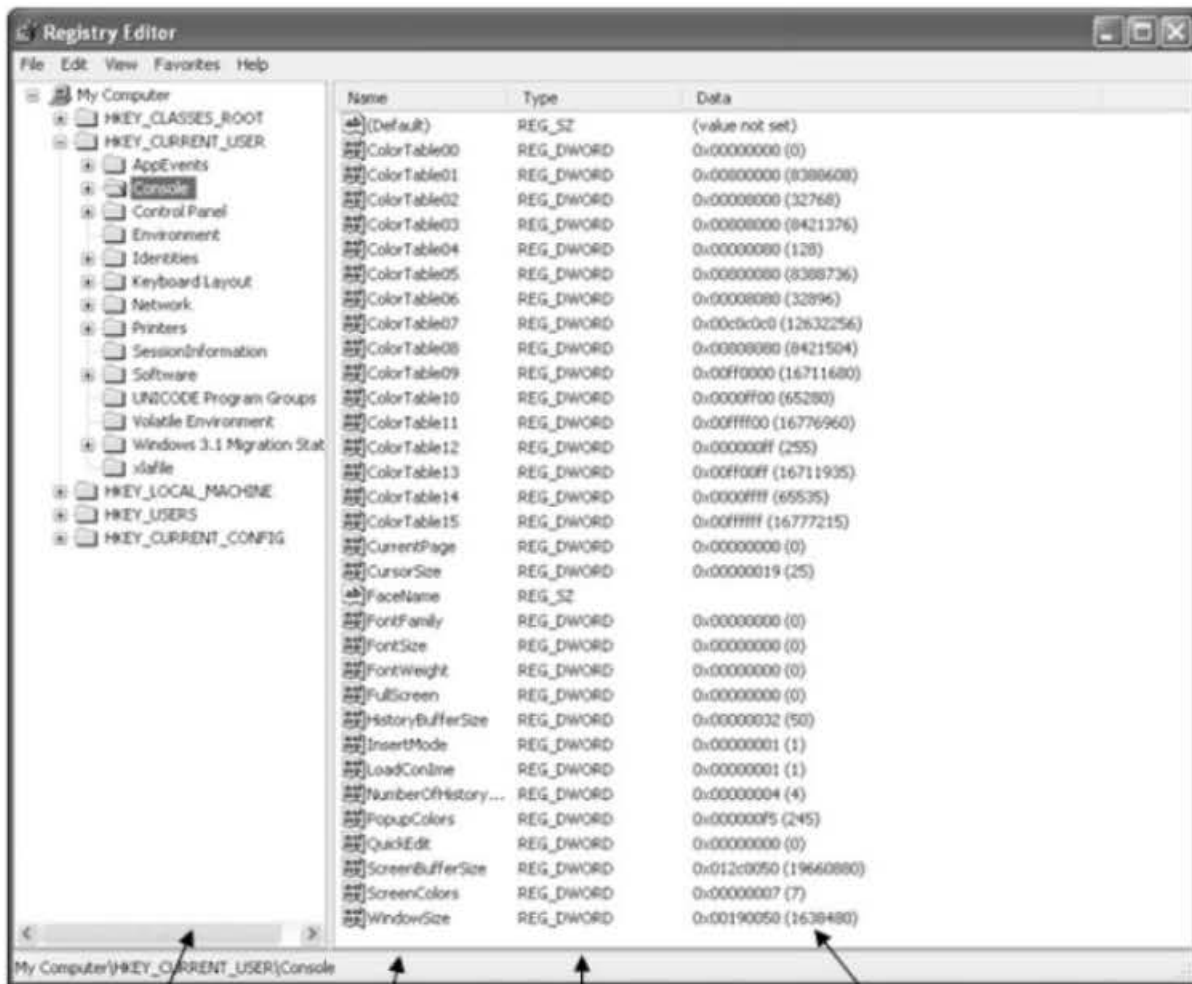 Registry Editor
File Edit View Favorites Help
My Computer
HKEY_CLASSES_ROOT
HKEY_CURRENT_USER
AppEvents
Console
Control Panel
Environment
Identities
Keyboard Layout
Network
Printers
SessionInformation
Software
UNICODE Program Groups
Volatile Environment
Windows 3.1 Migration Stat
xlafile
HKEY_LOCAL_MACHINE
HKEY_USERS
HKEY_CURRENT_CONFIG
Name Type Data
(Default) REG_SZ (value not set)
ColorTable00 REG_DWORD 0x00000000 (0)
ColorTable01 REG_DWORD 0x00800000 (8388608)
ColorTable02 REG_DWORD 0x00008000 (32768)
ColorTable03 REG_DWORD 0x00808000 (8421376)
ColorTable04 REG_DWORD 0x00000080 (128)
ColorTable05 REG_DWORD 0x00800080 (8388736)
ColorTable06 REG_DWORD 0x00008080 (32896)
ColorTable07 REG_DWORD 0x00c0c0c0 (12632256)
ColorTable08 REG_DWORD 0x00808080 (8421504)
ColorTable09 REG_DWORD 0x00ff0000 (16711680)
ColorTable10 REG_DWORD 0x0000ff00 (65280)
ColorTable11 REG_DWORD 0x00ffff00 (16776960)
ColorTable12 REG_DWORD 0x000000ff (255)
ColorTable13 REG_DWORD 0x00ff00ff (16711935)
ColorTable14 REG_DWORD 0x0000ffff (65535)
ColorTable15 REG_DWORD 0x00ffffff (16777215)
CurrentPage REG_DWORD 0x00000000 (0)
CursorSize REG_DWORD 0x00000019 (25)
FaceName REG_SZ
FontFamily REG_DWORD 0x00000000 (0)
FontSize REG_DWORD 0x00000000 (0)
FontWeight REG_DWORD 0x00000000 (0)
FullScreen REG_DWORD 0x00000000 (0)
HistoryBufferSize REG_DWORD 0x00000032 (50)
InsertMode REG_DWORD 0x00000001 (1)
LoadConIme REG_DWORD 0x00000001 (1)
NumberOfHistory... REG_DWORD 0x00000004 (4)
PopupColors REG_DWORD 0x000000f5 (245)
QuickEdit REG_DWORD 0x00000000 (0)
ScreenBufferSize REG_DWORD 0x012c0050 (19660880)
ScreenColors REG_DWORD 0x00000007 (7)
WindowSize REG_DWORD 0x00190050 (1638480)
My Computer\HKEY_CURRENT_USER\Console